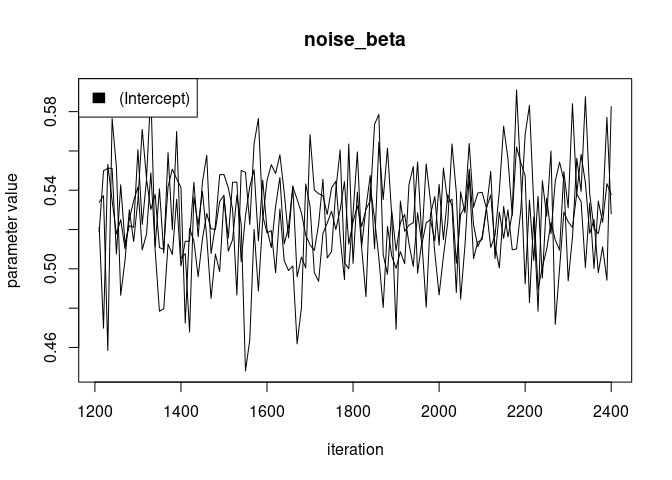 noise_beta
(Intercept)
0.58
0.54
0.50
0.46
parameter value
1200 1400 1600 1800 2000 2200 2400
iteration